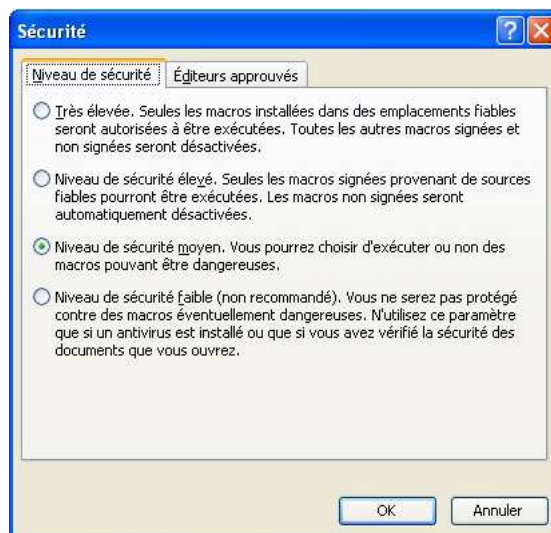 Sécurité
Niveau de sécurité
Éditeurs approuvés
Très élevée. Seules les macros installées dans des emplacements fiables
seront autorisées à être exécutées. Toutes les autres macros signées et
non signées seront désactivées.
Niveau de sécurité élevé. Seules les macros signées provenant de sources
fiables pourront être exécutées. Les macros non signées seront
automatiquement désactivées.
Niveau de sécurité moyen. Vous pourrez choisir d'exécuter ou non des
macros pouvant être dangereuses.
Niveau de sécurité faible (non recommandé). Vous ne serez pas protégé
contre des macros éventuellement dangereuses. N'utilisez ce paramètre
que si un antivirus est installé ou que si vous avez vérifié la sécurité des
documents que vous ouvrez.
OK
Annuler